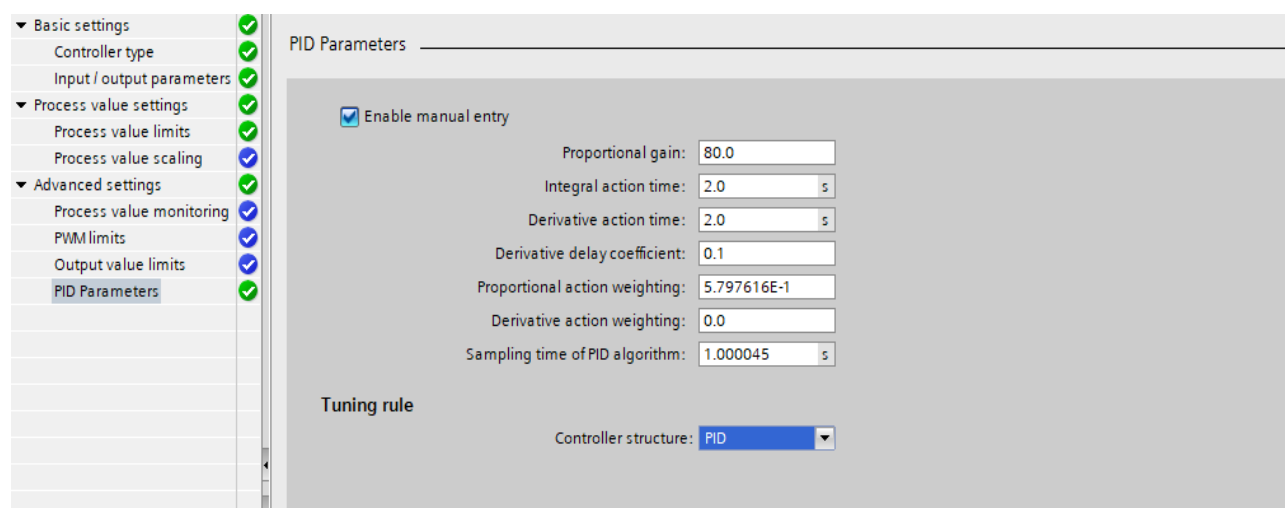 Basic settings
Controller type
Input / output parameters
Process value settings
Process value limits
Process value scaling
Advanced settings
Process value monitoring
PWM limits
Output value limits
PID Parameters
PID Parameters
Enable manual entry
Proportional gain: 80.0
Integral action time: 2.0 s
Derivative action time: 2.0 s
Derivative delay coefficient: 0.1
Proportional action weighting: 5.797616E-1
Derivative action weighting: 0.0
Sampling time of PID algorithm: 1.000045 s
Tuning rule
Controller structure: PID